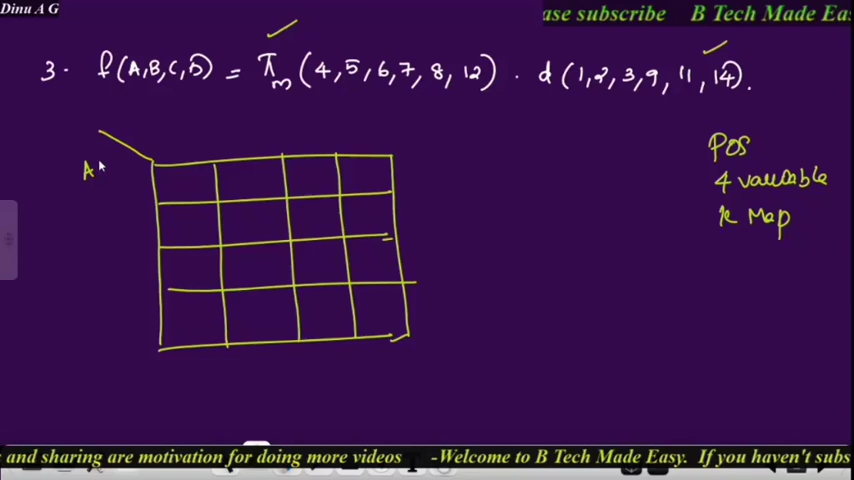 Dinu A G
ase subscribe B Tech Made Eas
3. f(A,B,C,D) = πm (4,5,6,7,8,12) . d(1,2,3,9,11,14).
POS
4 variable
K Map
A
s and sharing are motivation for doing more videos -Welcome to B Tech Made Easy. If you haven't subs